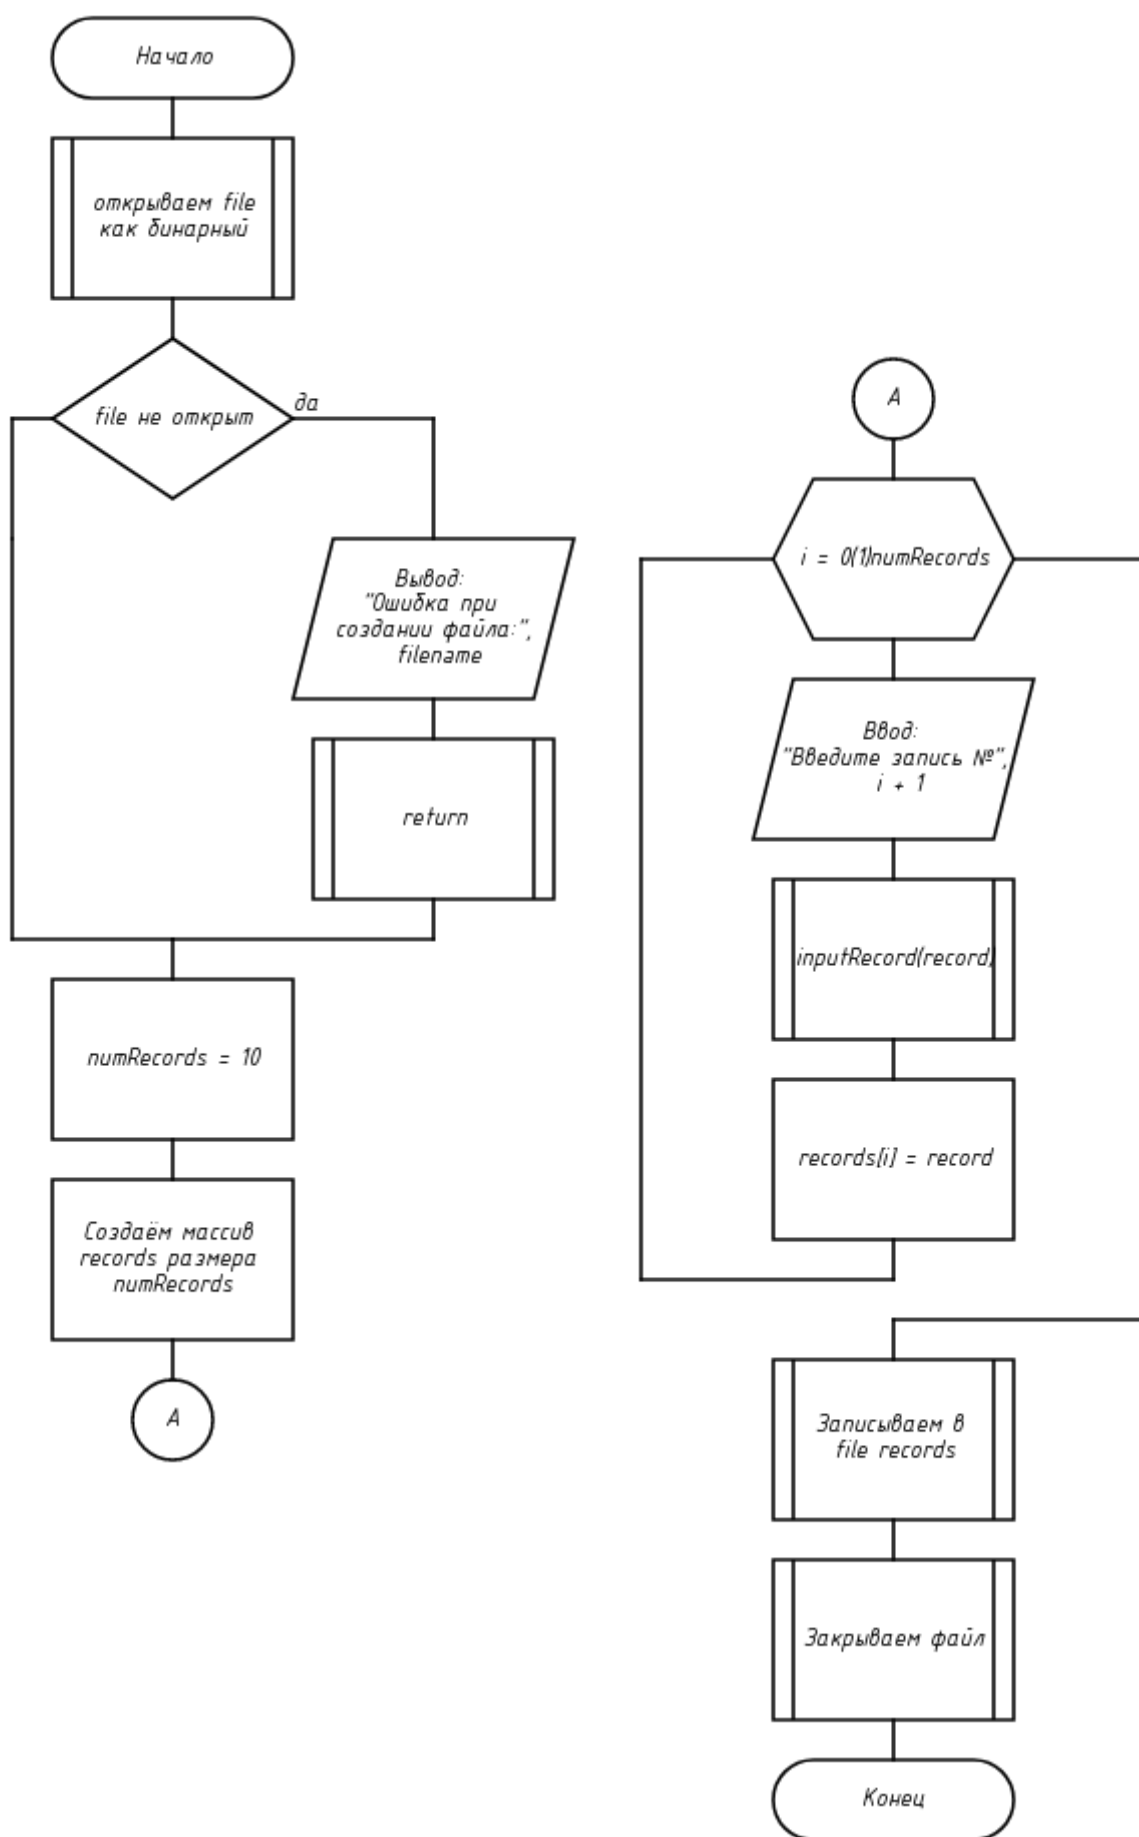 Начало
открываем file
как бинарный
file не открыт
да
Вывод:
"Ошибка при
создании файла:",
filename
return
numRecords = 10
Создаём массив
records размера
numRecords
A
A
i = 0(1)numRecords
Ввод:
"Введите запись №",
i + 1
inputRecord(record)
records[i] = record
Записываем в
file records
Закрываем файл
Конец